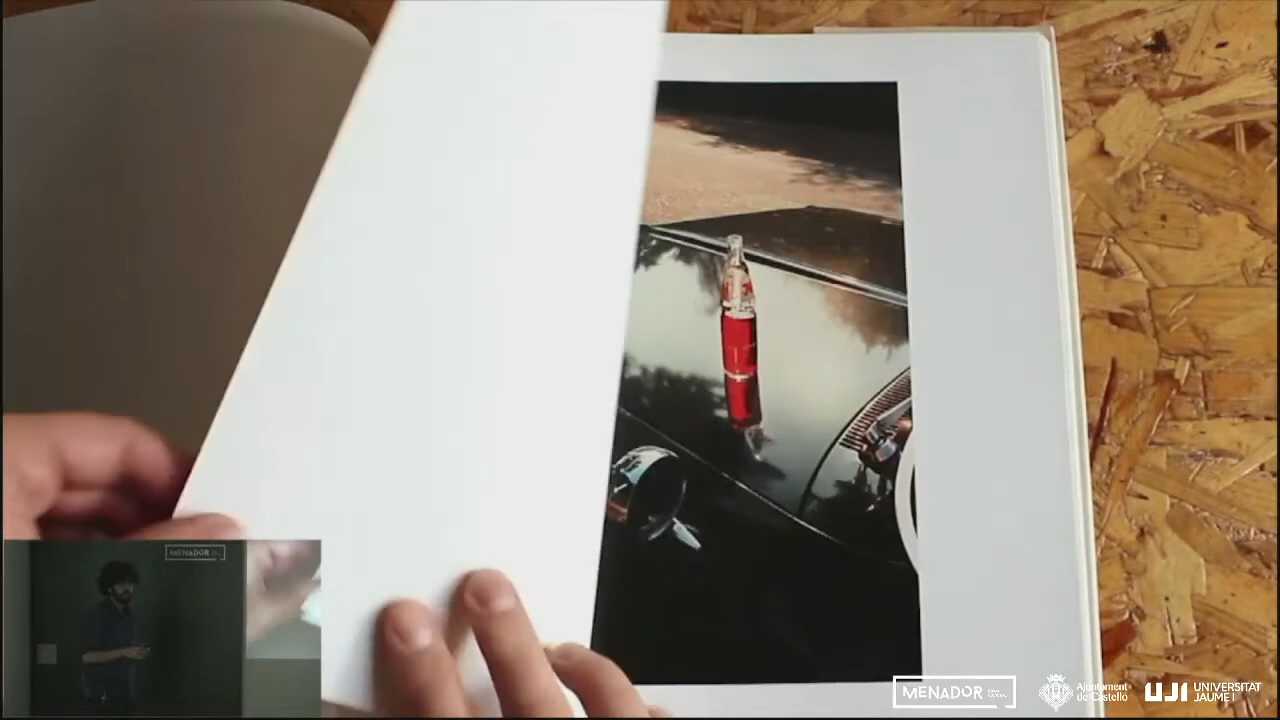 MENADOR
MENADOR
Ajuntament
de Castelló
UJI UNIVERSITAT
JAUME I